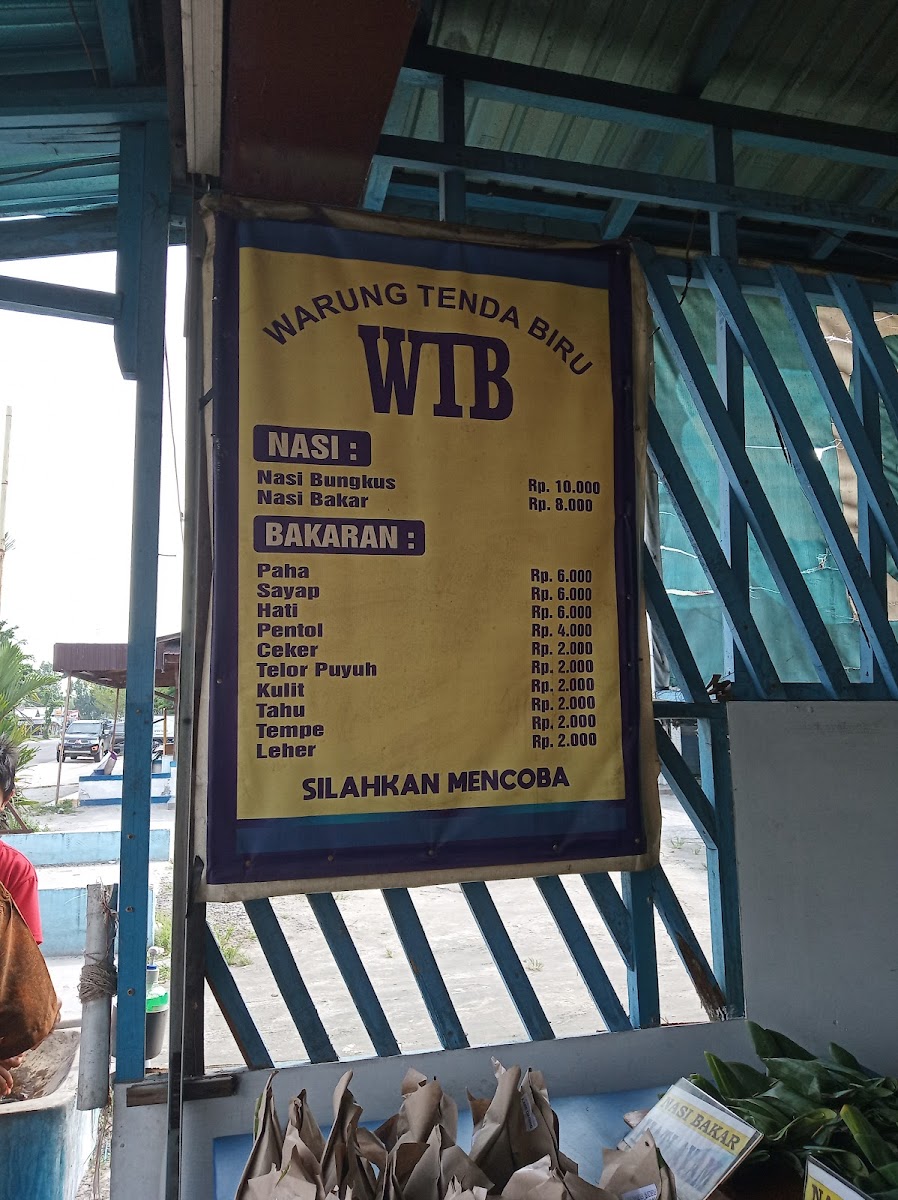 WARUNG TENDA BIRU
WTB
NASI :
Nasi Bungkus Rp. 10.000
Nasi Bakar Rp. 8.000
BAKARAN :
Paha Rp. 6.000
Sayap Rp. 6.000
Hati Rp. 6.000
Pentol Rp. 4.000
Ceker Rp. 2.000
Telor Puyuh Rp. 2.000
Kulit Rp. 2.000
Tahu Rp. 2.000
Tempe Rp. 2.000
Leher Rp. 2.000
SILAHKAN MENCOBA
NASI BAKAR
AYAM